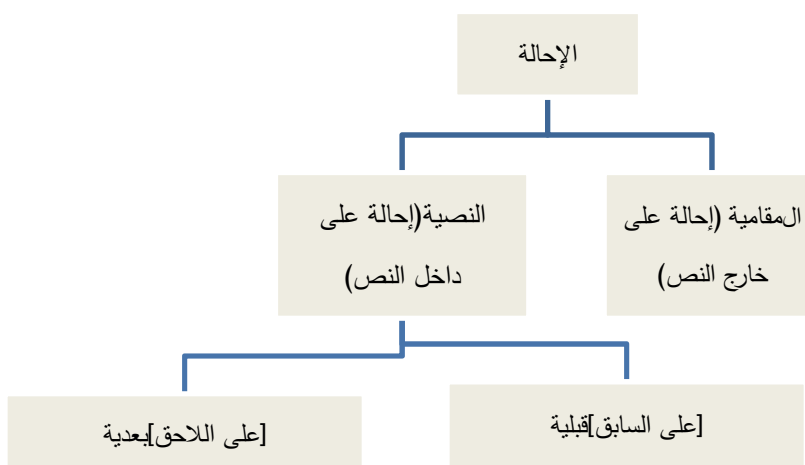 الإحالة
المقامية (إحالة على
خارج النص)
النصية(إحالة على
داخل النص)
[على السابق]قبلية
[على اللاحق]بعدية